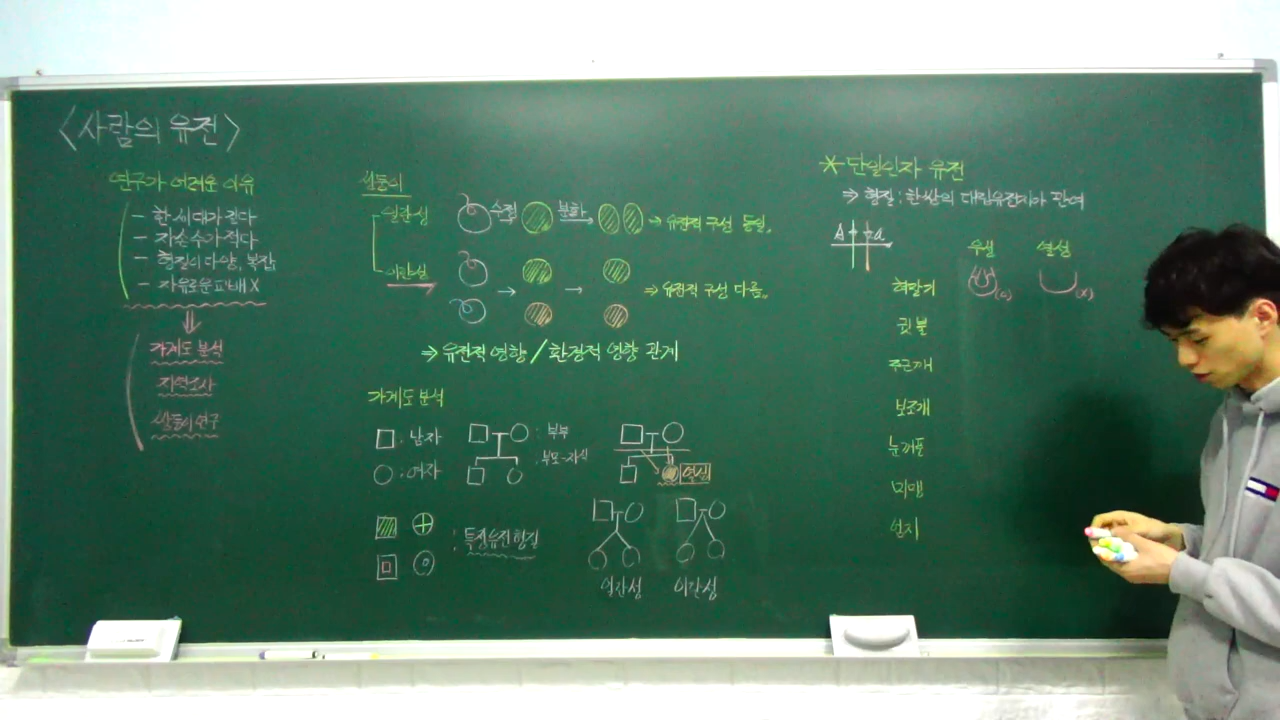 <사람의 유전>
연구가 어려운 이유
- 한 세대가 길다
- 자손 수가 적다
- 형질이 다양, 복잡
- 자유로운 교배 X
⇒
가계도 분석
지역조사
쌍둥이 연구
쌍둥이
일란성
수정 → 분화 → ⇒ 유전적 구성 동일.
이란성
→ → ⇒ 유전적 구성 다름.
⇒ 유전적 영향 / 환경적 영향 관계
가계도 분석
□ : 남자
○ : 여자
: 부부
: 부모-자식
열성
: 특정 유전 형질
일란성
이란성
* 단일인자 유전
⇒ 형질 : 한 쌍의 대립유전자가 관여
A a
우성 열성
혀말기 (o) (x)
귓불
주근깨
보조개
눈꺼풀
미맹
엄지